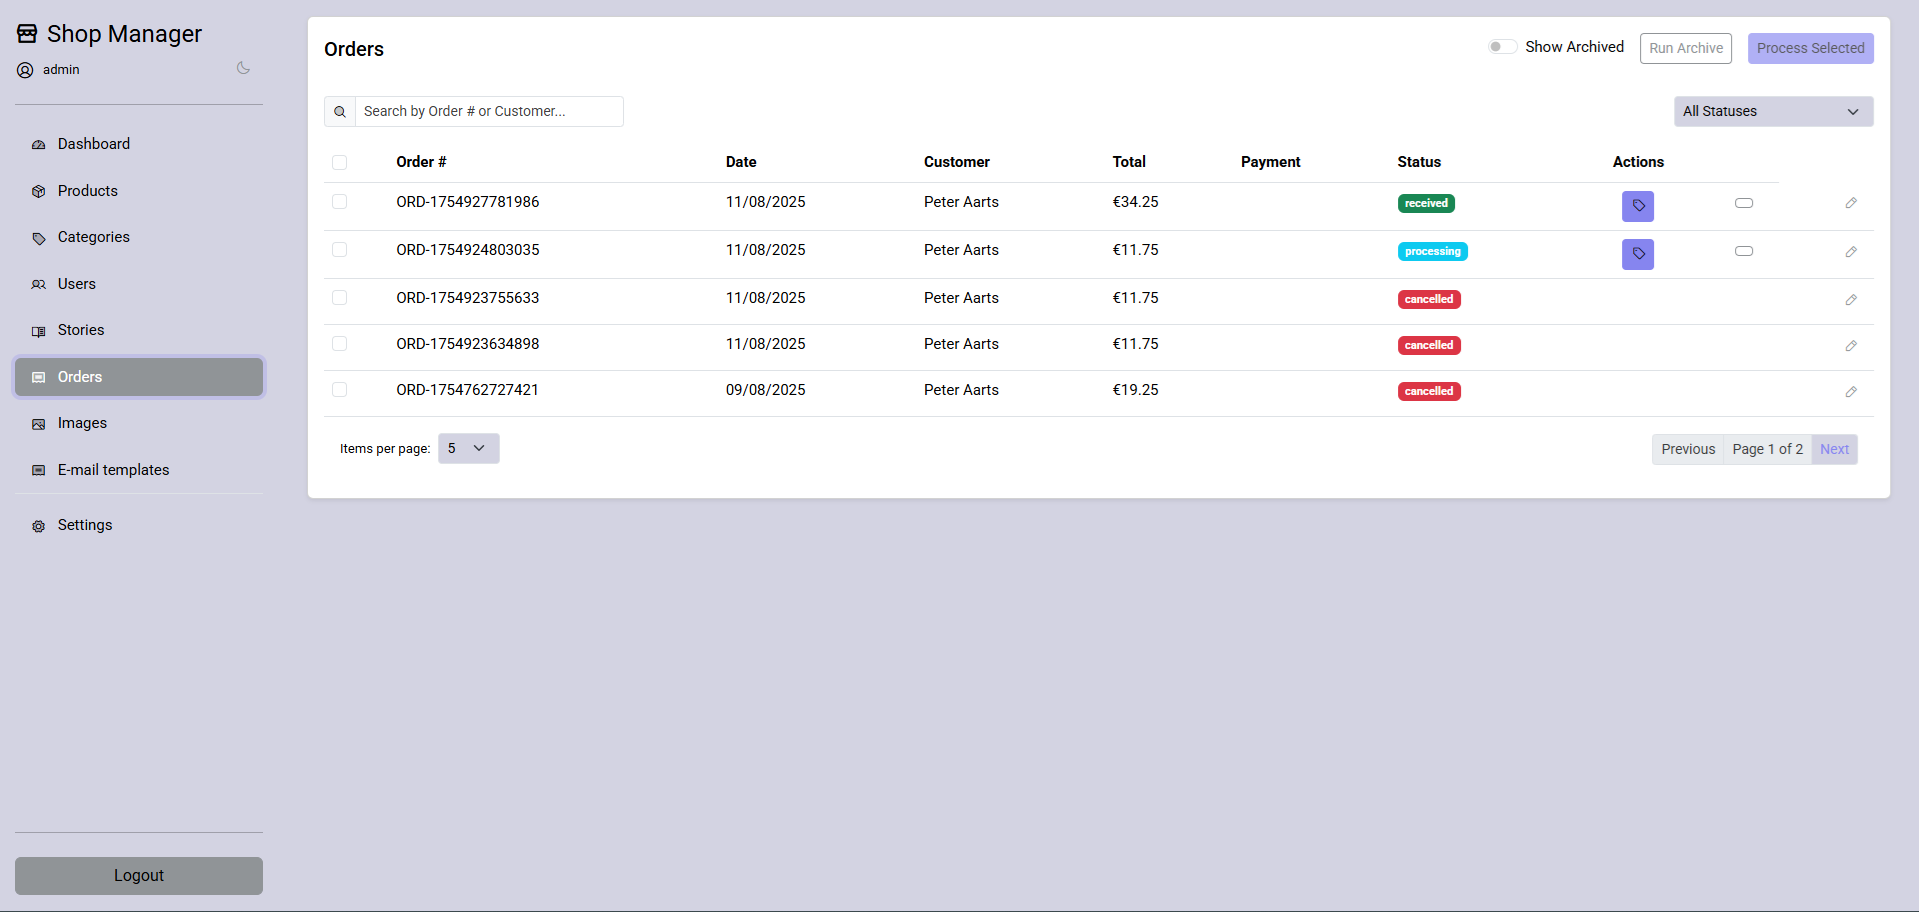 Shop Manager
admin
Dashboard
Products
Categories
Users
Stories
Orders
Images
E-mail templates
Settings
Logout
Orders
Show Archived
Run Archive
Process Selected
Search by Order # or Customer...
All Statuses
Order # Date Customer Total Payment Status Actions
ORD-1754927781986 11/08/2025 Peter Aarts €34.25 received
ORD-1754924803035 11/08/2025 Peter Aarts €11.75 processing
ORD-1754923755633 11/08/2025 Peter Aarts €11.75 cancelled
ORD-1754923634898 11/08/2025 Peter Aarts €11.75 cancelled
ORD-1754762727421 09/08/2025 Peter Aarts €19.25 cancelled
Items per page: 5
Previous Page 1 of 2 Next